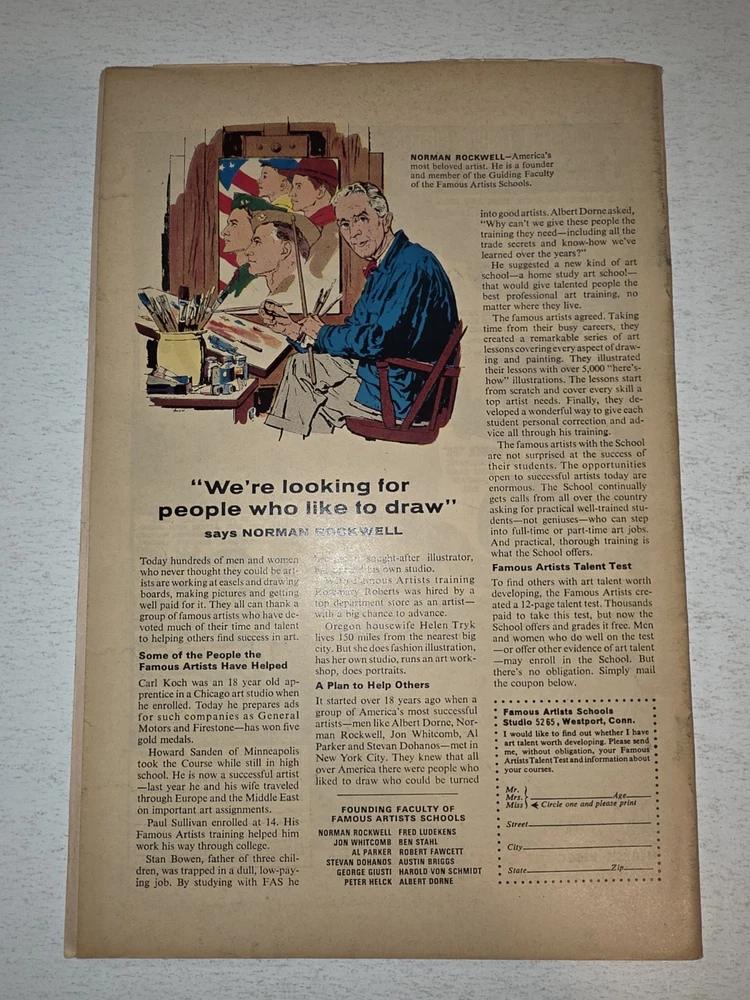 NORMAN ROCKWELL—America's
most beloved artist. He is a founder
and member of the Guiding Faculty
of the Famous Artists Schools.
"We're looking for
people who like to draw"
says NORMAN ROCKWELL
Today hundreds of men and women
who never thought they could be art-
ists are working at easels and drawing
boards, making pictures and getting
well paid for it. They all can thank a
group of famous artists who have de-
voted much of their time and talent
to helping others find success in art.
Some of the People the
Famous Artists Have Helped
Carl Koch was an 18 year old ap-
prentice in a Chicago art studio when
he enrolled. Today he prepares ads
for such companies as General
Motors and Firestone—has won five
gold medals.
Howard Sanden of Minneapolis
took the Course while still in high
school. He is now a successful artist
—last year he and his wife traveled
through Europe and the Middle East
on important art assignments.
Paul Sullivan enrolled at 14. His
Famous Artists training helped him
work his way through college.
Stan Bowen, father of three chil-
dren, was trapped in a dull, low-pay-
ing job. By studying with FAS he
sought-after illustrator,
his own studio.
Famous Artists training
Rosemary Roberts was hired by a
top department store as an artist—
with a big chance to advance.
Oregon housewife Helen Tryk
lives 150 miles from the nearest big
city. But she does fashion illustration,
has her own studio, runs an art work-
shop, does portraits.
A Plan to Help Others
It started over 18 years ago when a
group of America's most successful
artists—men like Albert Dorne, Nor-
man Rockwell, Jon Whitcomb, Al
Parker and Stevan Dohanos—met in
New York City. They knew that all
over America there were people who
liked to draw who could be turned
FOUNDING FACULTY OF
FAMOUS ARTISTS SCHOOLS
NORMAN ROCKWELL FRED LUDEKENS
JON WHITCOMB BEN STAHL
AL PARKER ROBERT FAWCETT
STEVAN DOHANOS AUSTIN BRIGGS
GEORGE GIUSTI HAROLD VON SCHMIDT
PETER HELCK ALBERT DORNE
into good artists. Albert Dorne asked,
"Why can't we give these people the
training they need—including all the
trade secrets and know-how we've
learned over the years?"
He suggested a new kind of art
school—a home study art school—
that would give talented people the
best professional art training, no
matter where they live.
The famous artists agreed. Taking
time from their busy careers, they
created a remarkable series of art
lessons covering every aspect of draw-
ing and painting. They illustrated
their lessons with over 5,000 "here's-
how" illustrations. The lessons start
from scratch and cover every skill a
top artist needs. Finally, they de-
veloped a wonderful way to give each
student personal correction and ad-
vice all through his training.
The famous artists with the School
are not surprised at the success of
their students. The opportunities
open to successful artists today are
enormous. The School continually
gets calls from all over the country
asking for practical well-trained stu-
dents—not geniuses—who can step
into full-time or part-time art jobs.
And practical, thorough training is
what the School offers.
Famous Artists Talent Test
To find others with art talent worth
developing, the Famous Artists cre-
ated a 12-page talent test. Thousands
paid to take this test, but now the
School offers and grades it free. Men
and women who do well on the test
—or offer other evidence of art talent
—may enroll in the School. But
there's no obligation. Simply mail
the coupon below.
Famous Artists Schools
Studio 5265, Westport, Conn.
I would like to find out whether I have
art talent worth developing. Please send
me, without obligation, your Famous
Artists Talent Test and information about
your courses.
Mr.
Mrs. Age
Miss Circle one and please print
Street
City
State Zip